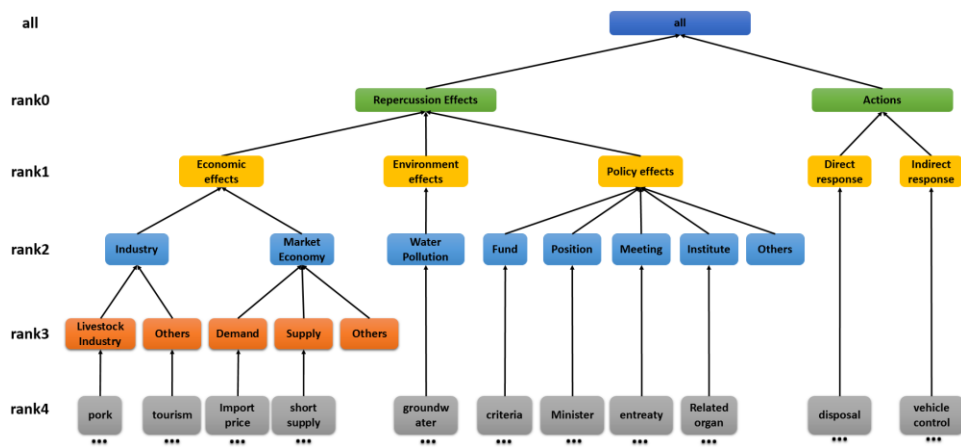 all
all
rank0
Repercussion Effects
Actions
rank1
Economic
effects
Environment
effects
Policy effects
Direct
response
Indirect
response
rank2
Industry
Market
Economy
Water
Pollution
Fund
Position
Meeting
Institute
Others
rank3
Livestock
Industry
Others
Demand
Supply
Others
rank4
pork
tourism
Import
price
short
supply
groundw
ater
criteria
Minister
entreaty
Related
organ
disposal
vehicle
control
... ... ... ... ... ... ... ... ... ... ...